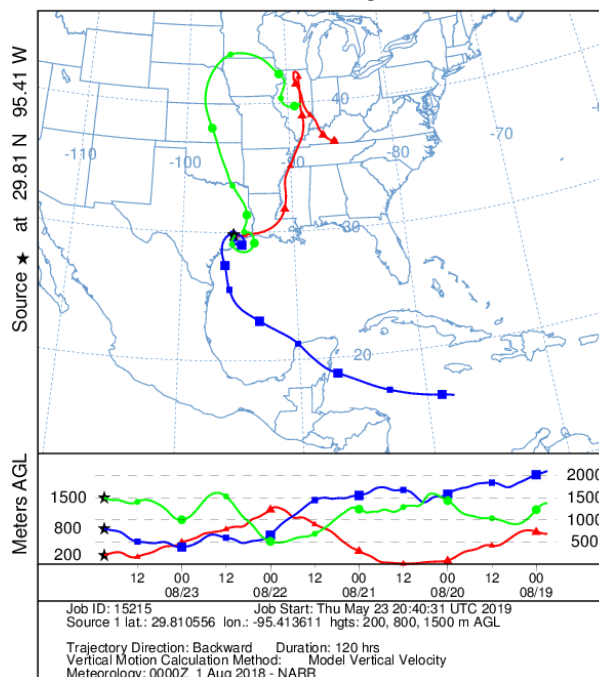 -110
-100
-90
-80
-70
40
30
20
Source ★ at 29.81 N 95.41 W
Meters AGL
1500
800
200
2000
1500
1000
500
12 00 12 00 12 00 12 00 12 00
08/23 08/22 08/21 08/20 08/19
Job ID: 15215 Job Start: Thu May 23 20:40:31 UTC 2019
Source 1 lat.: 29.810556 lon.: -95.413611 hgts: 200, 800, 1500 m AGL
Trajectory Direction: Backward Duration: 120 hrs
Vertical Motion Calculation Method: Model Vertical Velocity
Meteorology: 0000Z 1 Aug 2018 - NARR